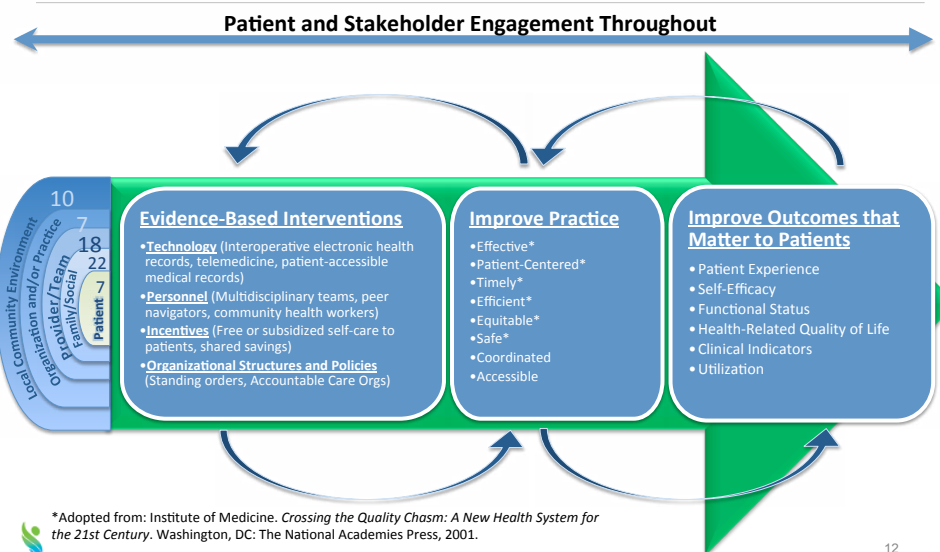 Patient and Stakeholder Engagement Throughout
10
7
18
22
7
Local Community Environment
Organization and/or Practice
Provider/Team
Family/Social
Patient
Evidence-Based Interventions
•Technology (Interoperative electronic health
records, telemedicine, patient-accessible
medical records)
•Personnel (Multidisciplinary teams, peer
navigators, community health workers)
•Incentives (Free or subsidized self-care to
patients, shared savings)
•Organizational Structures and Policies
(Standing orders, Accountable Care Orgs)
Improve Practice
•Effective*
•Patient-Centered*
•Timely*
•Efficient*
•Equitable*
•Safe*
•Coordinated
•Accessible
Improve Outcomes that
Matter to Patients
•Patient Experience
•Self-Efficacy
•Functional Status
•Health-Related Quality of Life
•Clinical Indicators
•Utilization
*Adopted from: Institute of Medicine. Crossing the Quality Chasm: A New Health System for
the 21st Century. Washington, DC: The National Academies Press, 2001.
12